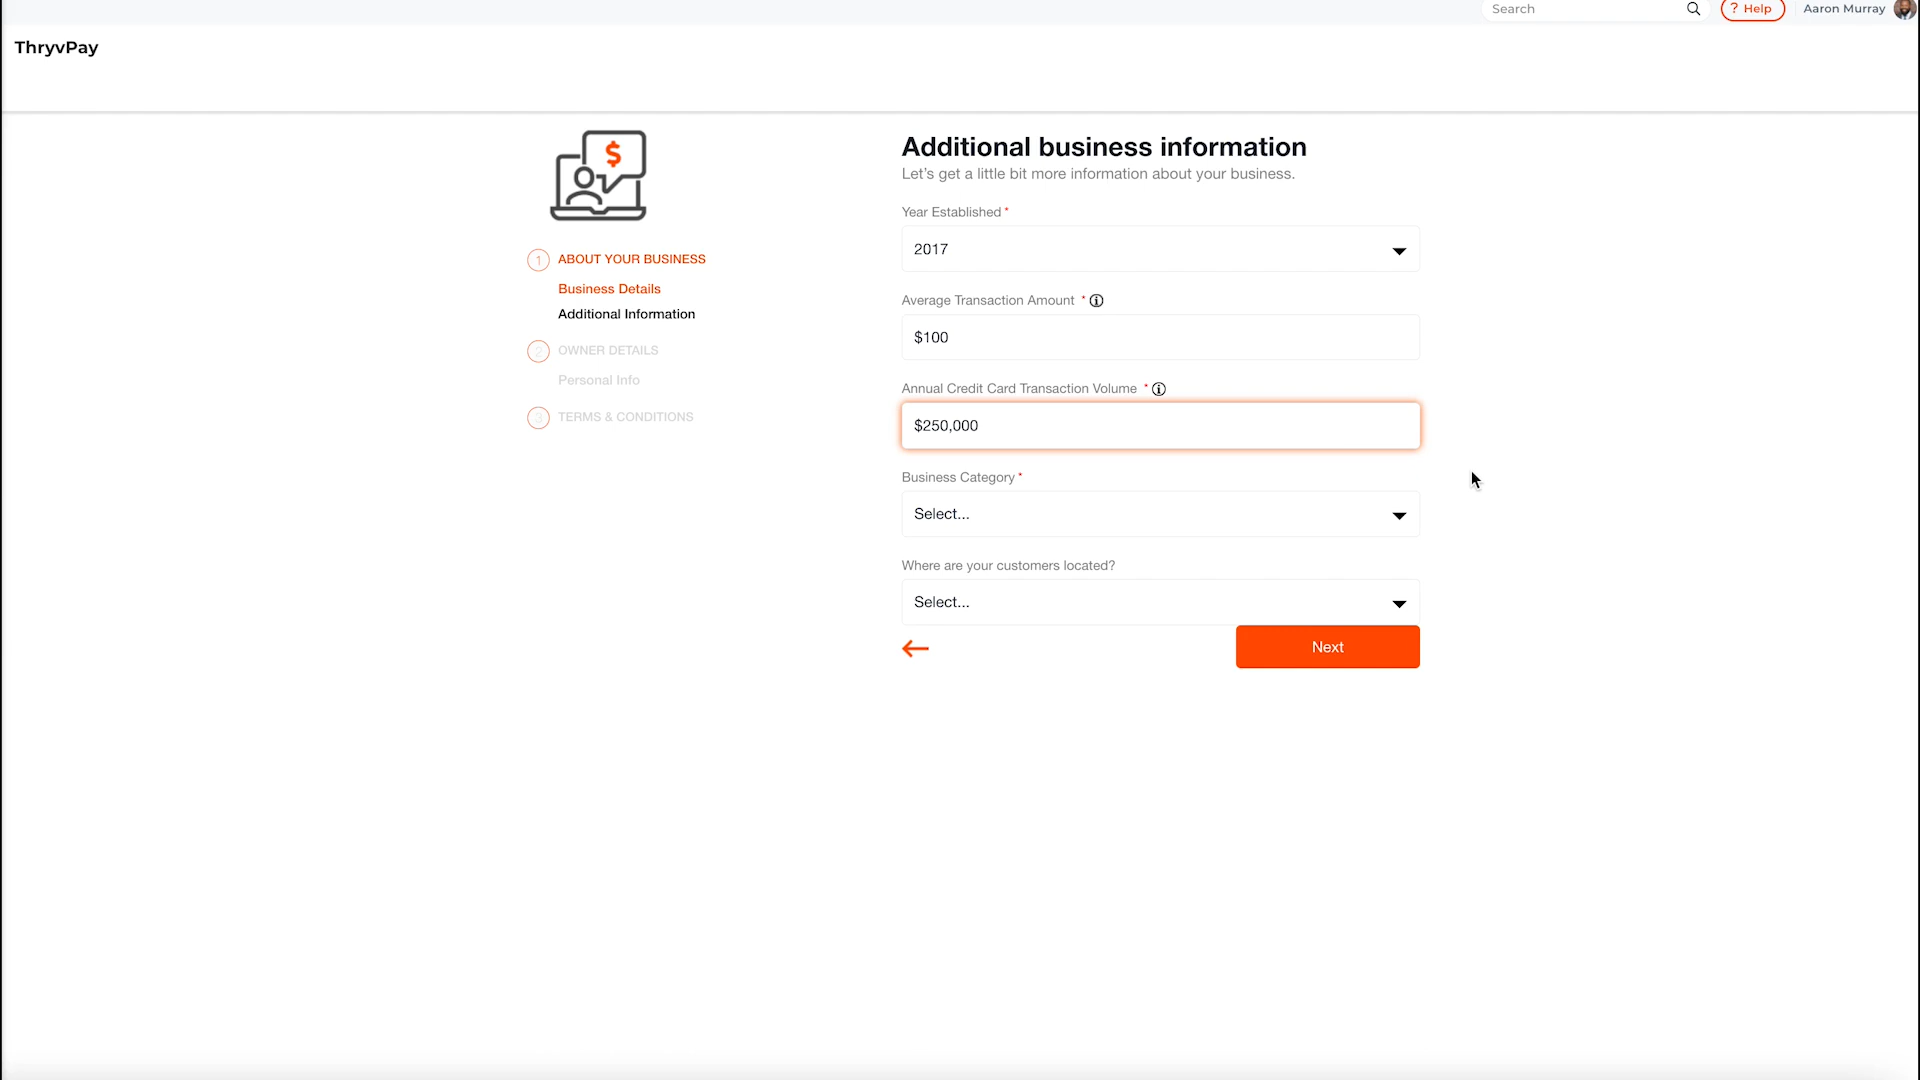 Search
? Help
Aaron Murray
ThryvPay
$
Additional business information
Let's get a little bit more information about your business.
1 ABOUT YOUR BUSINESS
Business Details
Additional Information
2 OWNER DETAILS
Personal Info
3 TERMS & CONDITIONS
Year Established *
2017
Average Transaction Amount * i
$100
Annual Credit Card Transaction Volume * i
$250,000
Business Category *
Select...
Where are your customers located?
Select...
Next